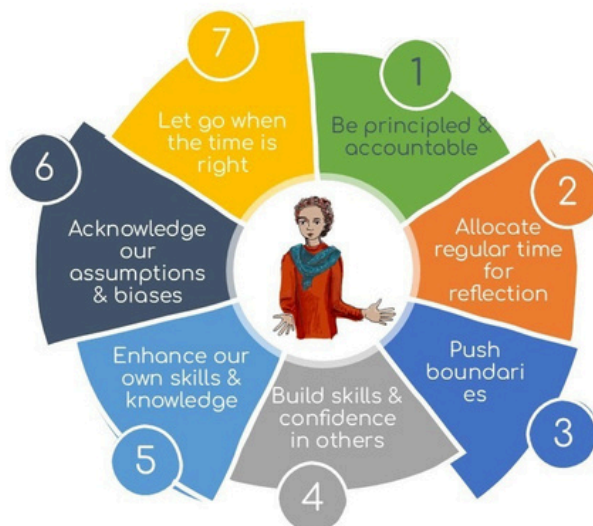 1
Be principled &
accountable
2
Allocate
regular time
for
reflection
3
Push
boundari
es
4
Build skills &
confidence
in others
5
Enhance our
own skills &
knowledge
6
Acknowledge
our
assumptions
& biases
7
Let go when
the time is
right